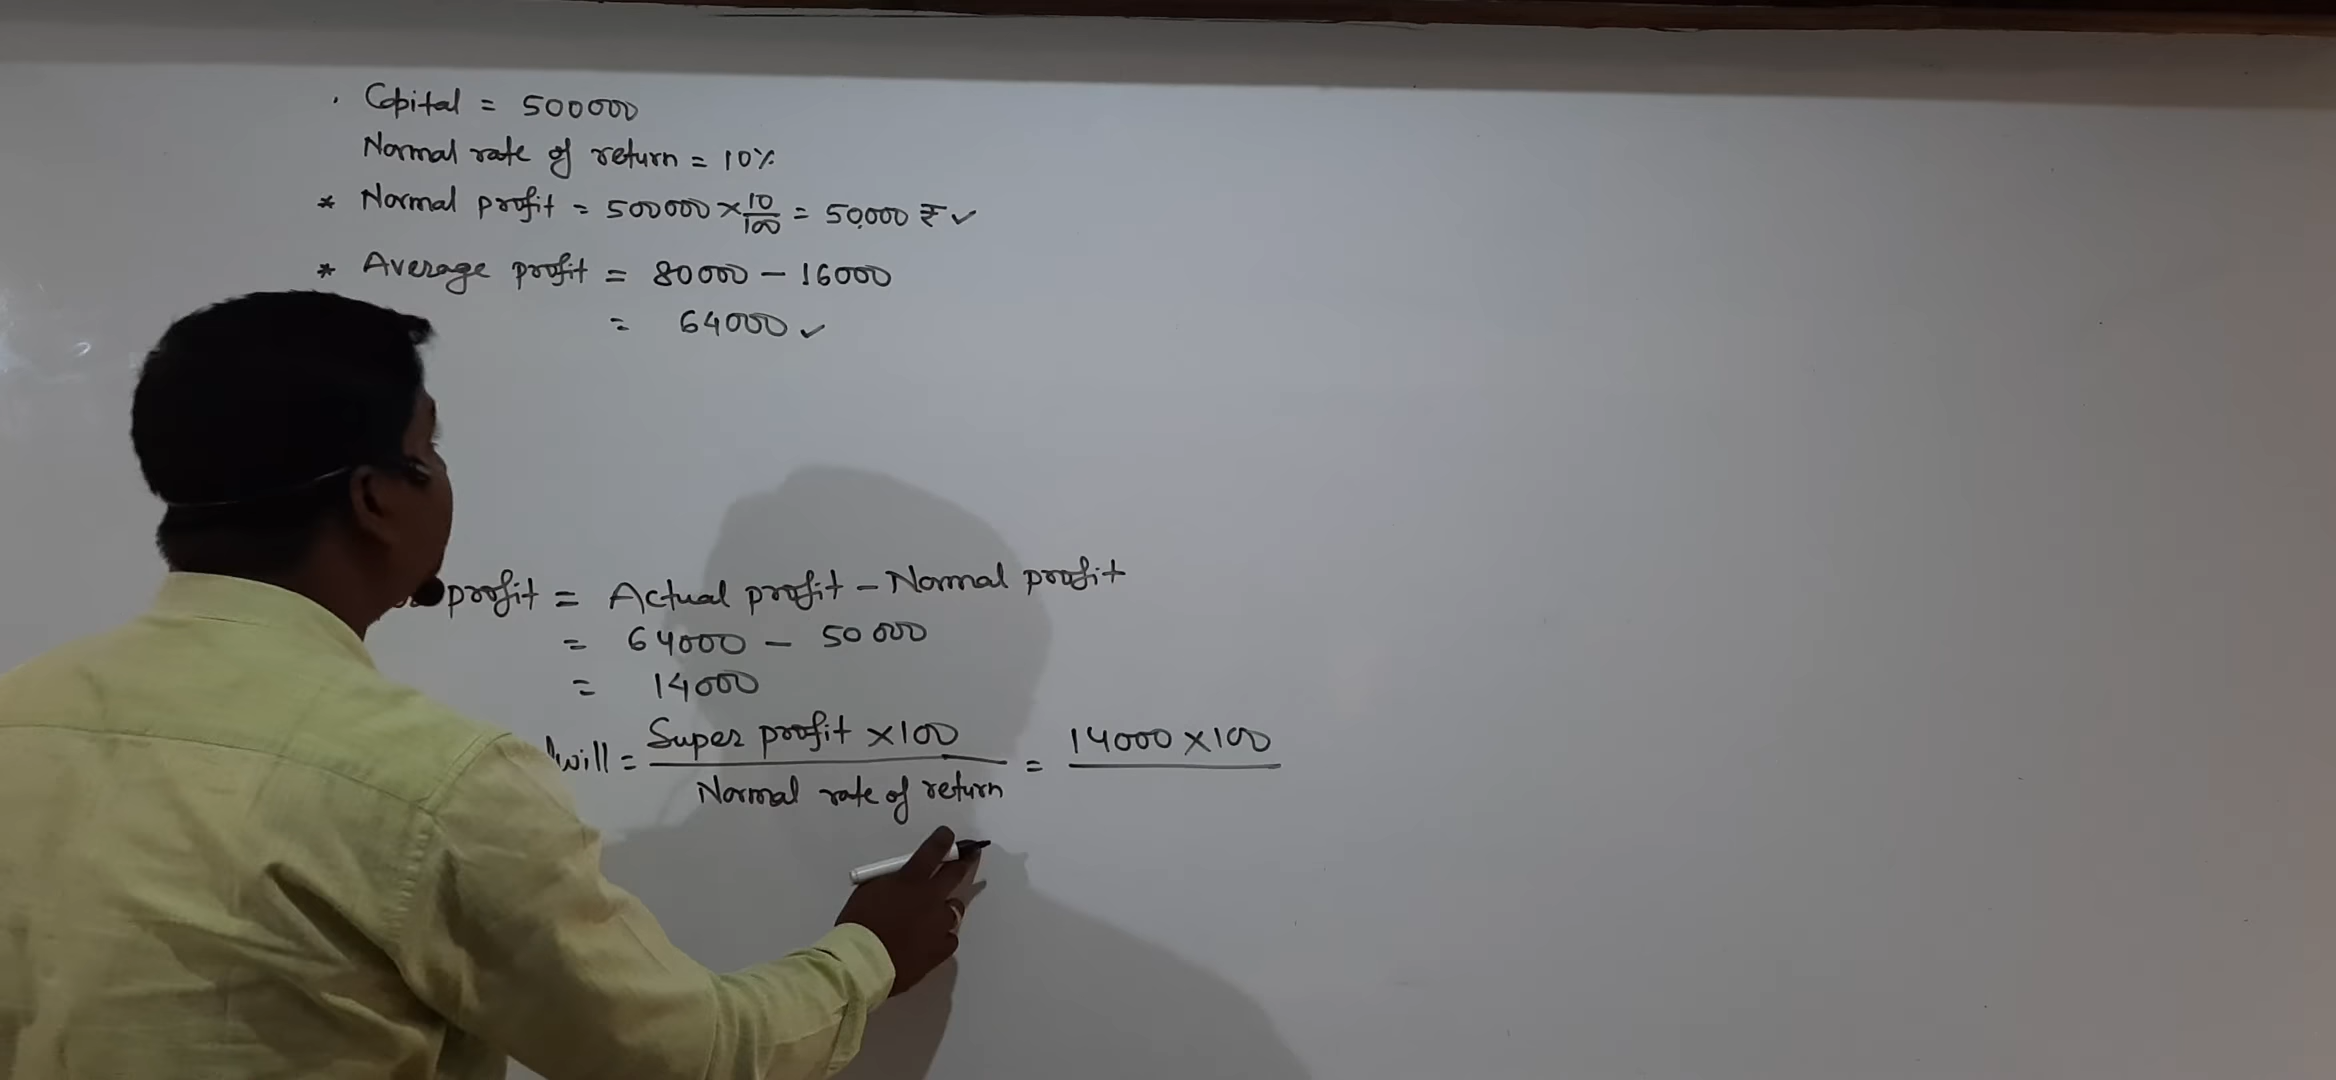 . Capital = 500000
Normal rate of return = 10%
* Normal profit = 500000 × 10/100 = 50,000 ₹ ✓
* Average profit = 80000 - 16000
= 64000 ✓
profit = Actual profit - Normal profit
= 64000 - 50000
= 14000
will = Super profit ×100 / Normal rate of return = 14000 ×100